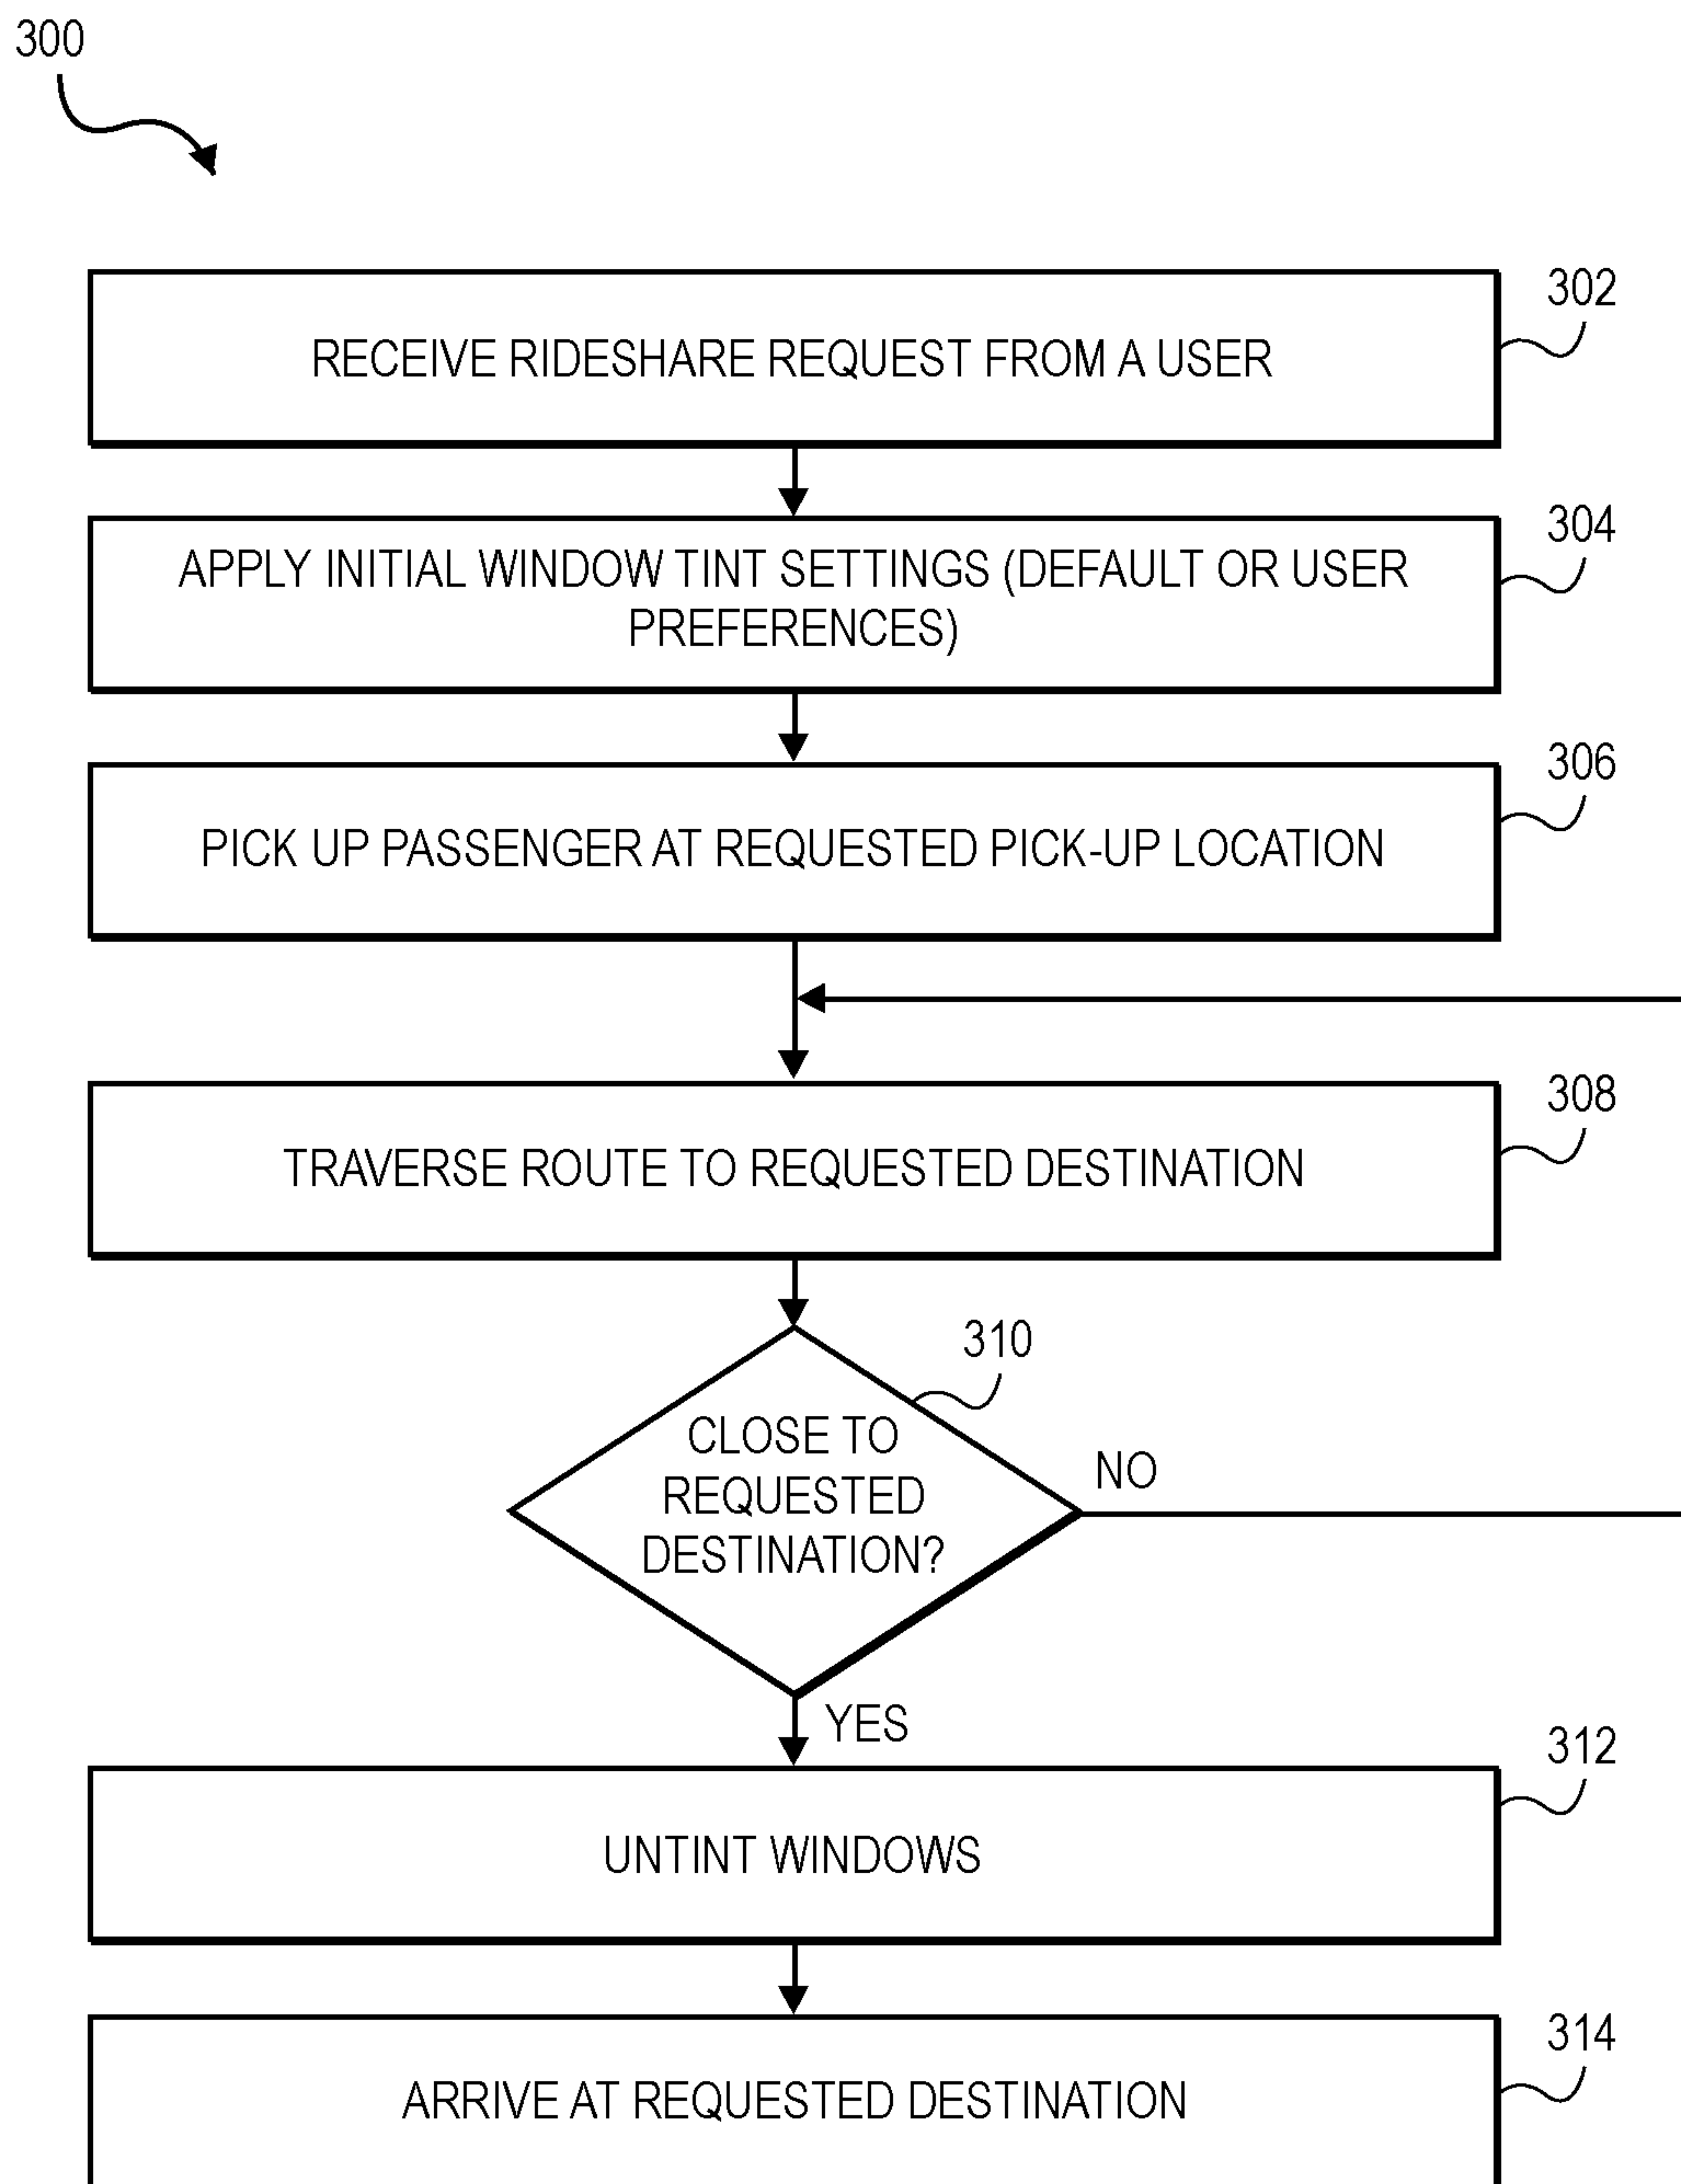 300
302
RECEIVE RIDESHARE REQUEST FROM A USER
304
APPLY INITIAL WINDOW TINT SETTINGS (DEFAULT OR USER
PREFERENCES)
306
PICK UP PASSENGER AT REQUESTED PICK-UP LOCATION
308
TRAVERSE ROUTE TO REQUESTED DESTINATION
310
CLOSE TO
REQUESTED
DESTINATION?
NO
YES
312
UNTINT WINDOWS
314
ARRIVE AT REQUESTED DESTINATION